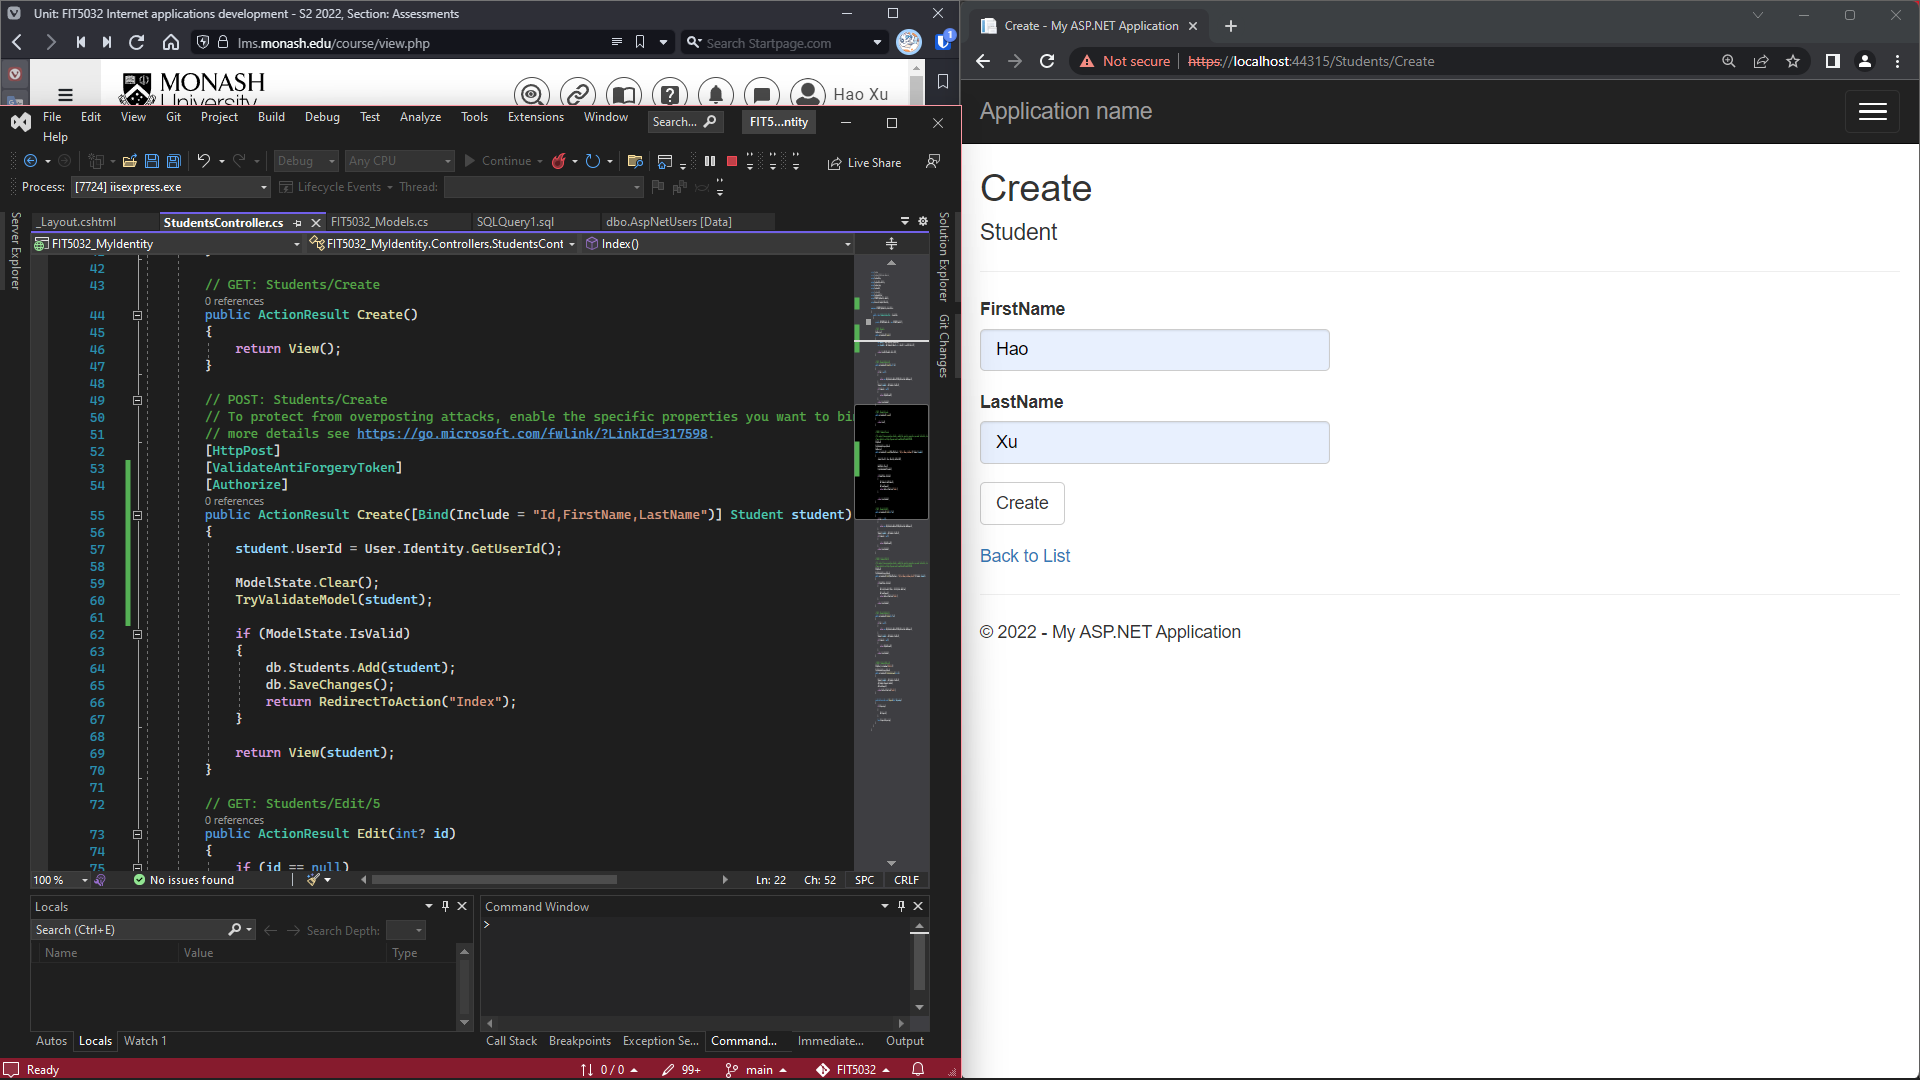 Unit: FIT5032 Internet applications development - S2 2022, Section: Assessments
lms.monash.edu/course/view.php
Search Startpage.com
1
MONASH
University
Hao Xu
File Edit View Git Project Build Debug Test Analyze Tools Extensions Window
Help
Search...
FIT5...ntity
Debug
Any CPU
Continue
Live Share
Process: [7724] iisexpress.exe
Lifecycle Events
Thread:
Server Explorer
_Layout.cshtml
StudentsController.cs
FIT5032_Models.cs
SQLQuery1.sql
dbo.AspNetUsers [Data]
FIT5032_MyIdentity
FIT5032_MyIdentity.Controllers.StudentsCont
Index()
Solution Explorer
Git Changes
42
43 // GET: Students/Create
0 references
44 public ActionResult Create()
45 {
46 return View();
47 }
48
49 // POST: Students/Create
50 // To protect from overposting attacks, enable the specific properties you want to bi
51 // more details see https://go.microsoft.com/fwlink/?LinkId=317598.
52 [HttpPost]
53 [ValidateAntiForgeryToken]
54 [Authorize]
0 references
55 public ActionResult Create([Bind(Include = "Id,FirstName,LastName")] Student student)
56 {
57 student.UserId = User.Identity.GetUserId();
58
59 ModelState.Clear();
60 TryValidateModel(student);
61
62 if (ModelState.IsValid)
63 {
64 db.Students.Add(student);
65 db.SaveChanges();
66 return RedirectToAction("Index");
67 }
68
69 return View(student);
70 }
71
72 // GET: Students/Edit/5
0 references
73 public ActionResult Edit(int? id)
74 {
75 if (id == null)
100 %
No issues found
Ln: 22 Ch: 52 SPC CRLF
Locals
Search (Ctrl+E)
Search Depth:
Name Value Type
Autos Locals Watch 1
Command Window
>
Call Stack Breakpoints Exception Se... Command... Immediate... Output
Ready
0 / 0
99+
main
FIT5032
Create - My ASP.NET Application
Not secure https://localhost:44315/Students/Create
Application name
Create
Student
FirstName
Hao
LastName
Xu
Create
Back to List
© 2022 - My ASP.NET Application